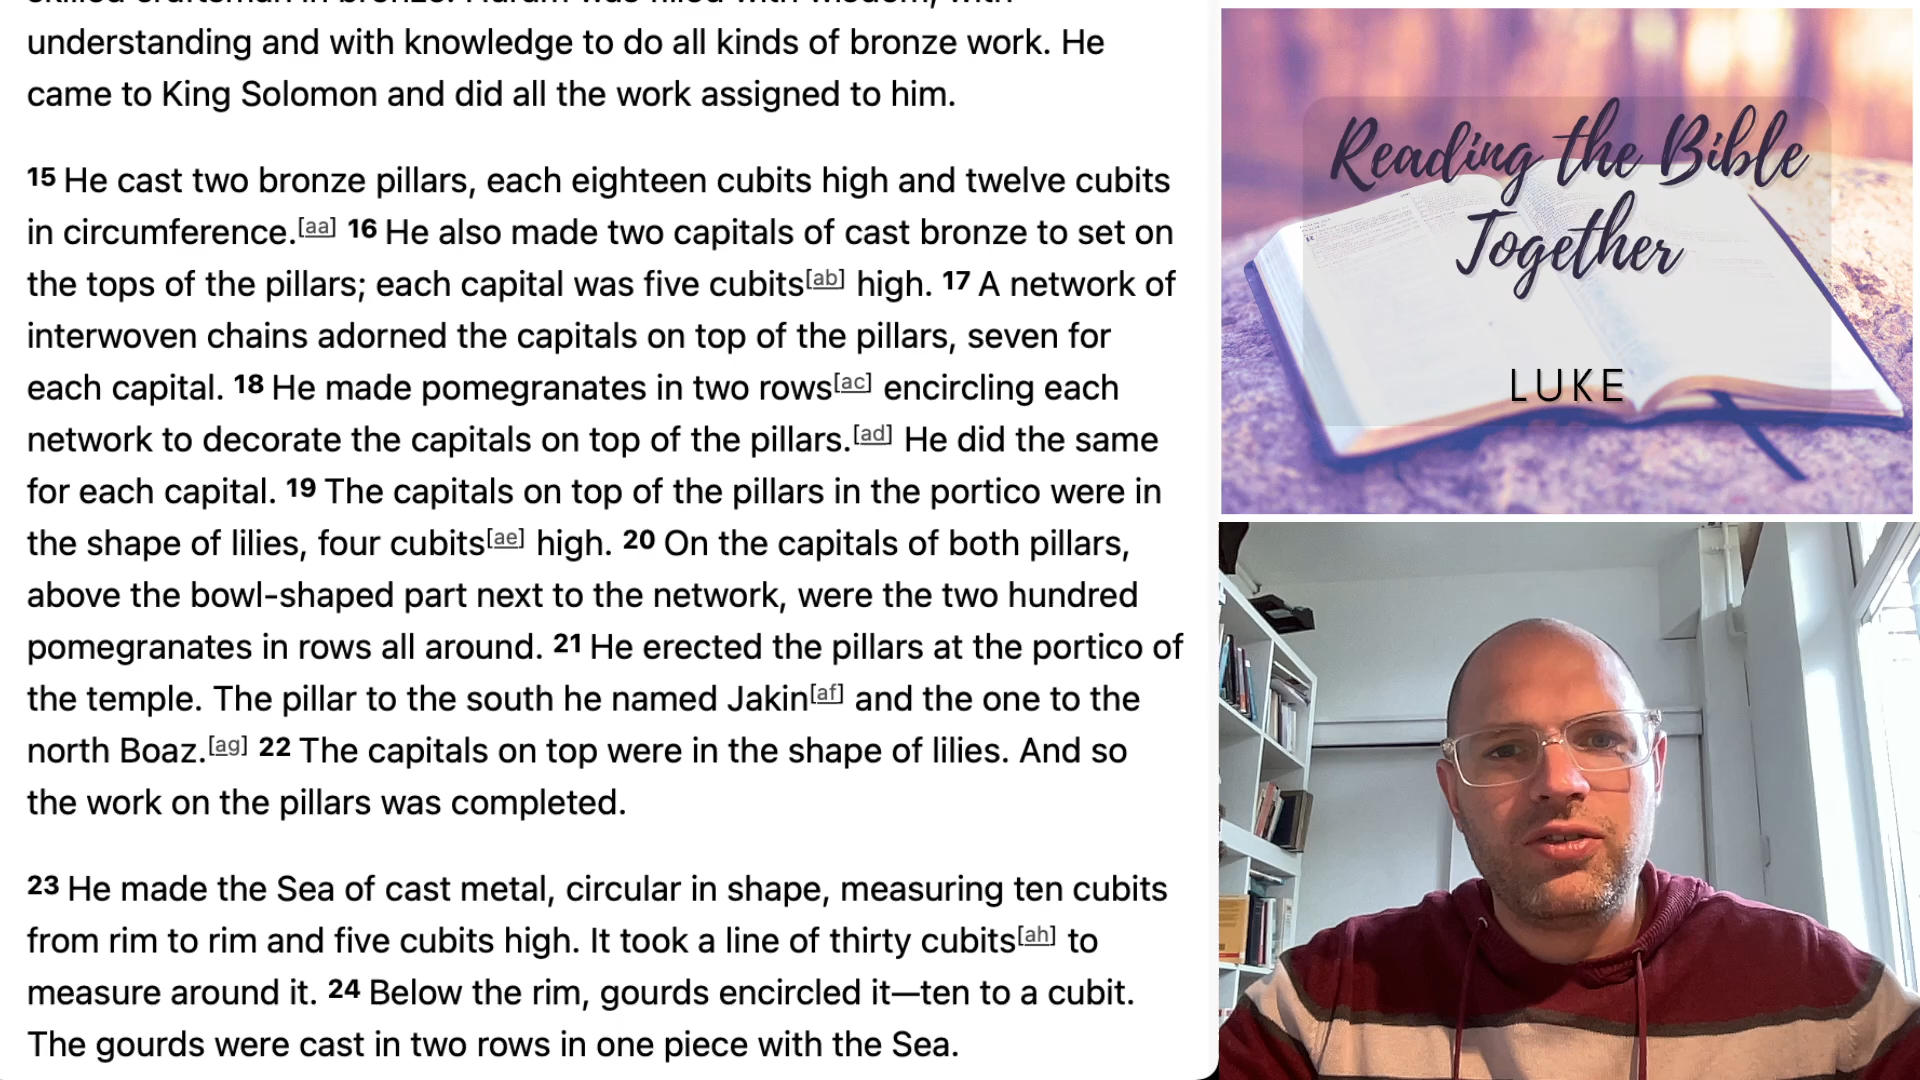 understanding and with knowledge to do all kinds of bronze work. He
came to King Solomon and did all the work assigned to him.
15 He cast two bronze pillars, each eighteen cubits high and twelve cubits
in circumference.[aa] 16 He also made two capitals of cast bronze to set on
the tops of the pillars; each capital was five cubits[ab] high. 17 A network of
interwoven chains adorned the capitals on top of the pillars, seven for
each capital. 18 He made pomegranates in two rows[ac] encircling each
network to decorate the capitals on top of the pillars.[ad] He did the same
for each capital. 19 The capitals on top of the pillars in the portico were in
the shape of lilies, four cubits[ae] high. 20 On the capitals of both pillars,
above the bowl-shaped part next to the network, were the two hundred
pomegranates in rows all around. 21 He erected the pillars at the portico of
the temple. The pillar to the south he named Jakin[af] and the one to the
north Boaz.[ag] 22 The capitals on top were in the shape of lilies. And so
the work on the pillars was completed.
23 He made the Sea of cast metal, circular in shape, measuring ten cubits
from rim to rim and five cubits high. It took a line of thirty cubits[ah] to
measure around it. 24 Below the rim, gourds encircled it—ten to a cubit.
The gourds were cast in two rows in one piece with the Sea.
Reading the Bible
Together
LUKE